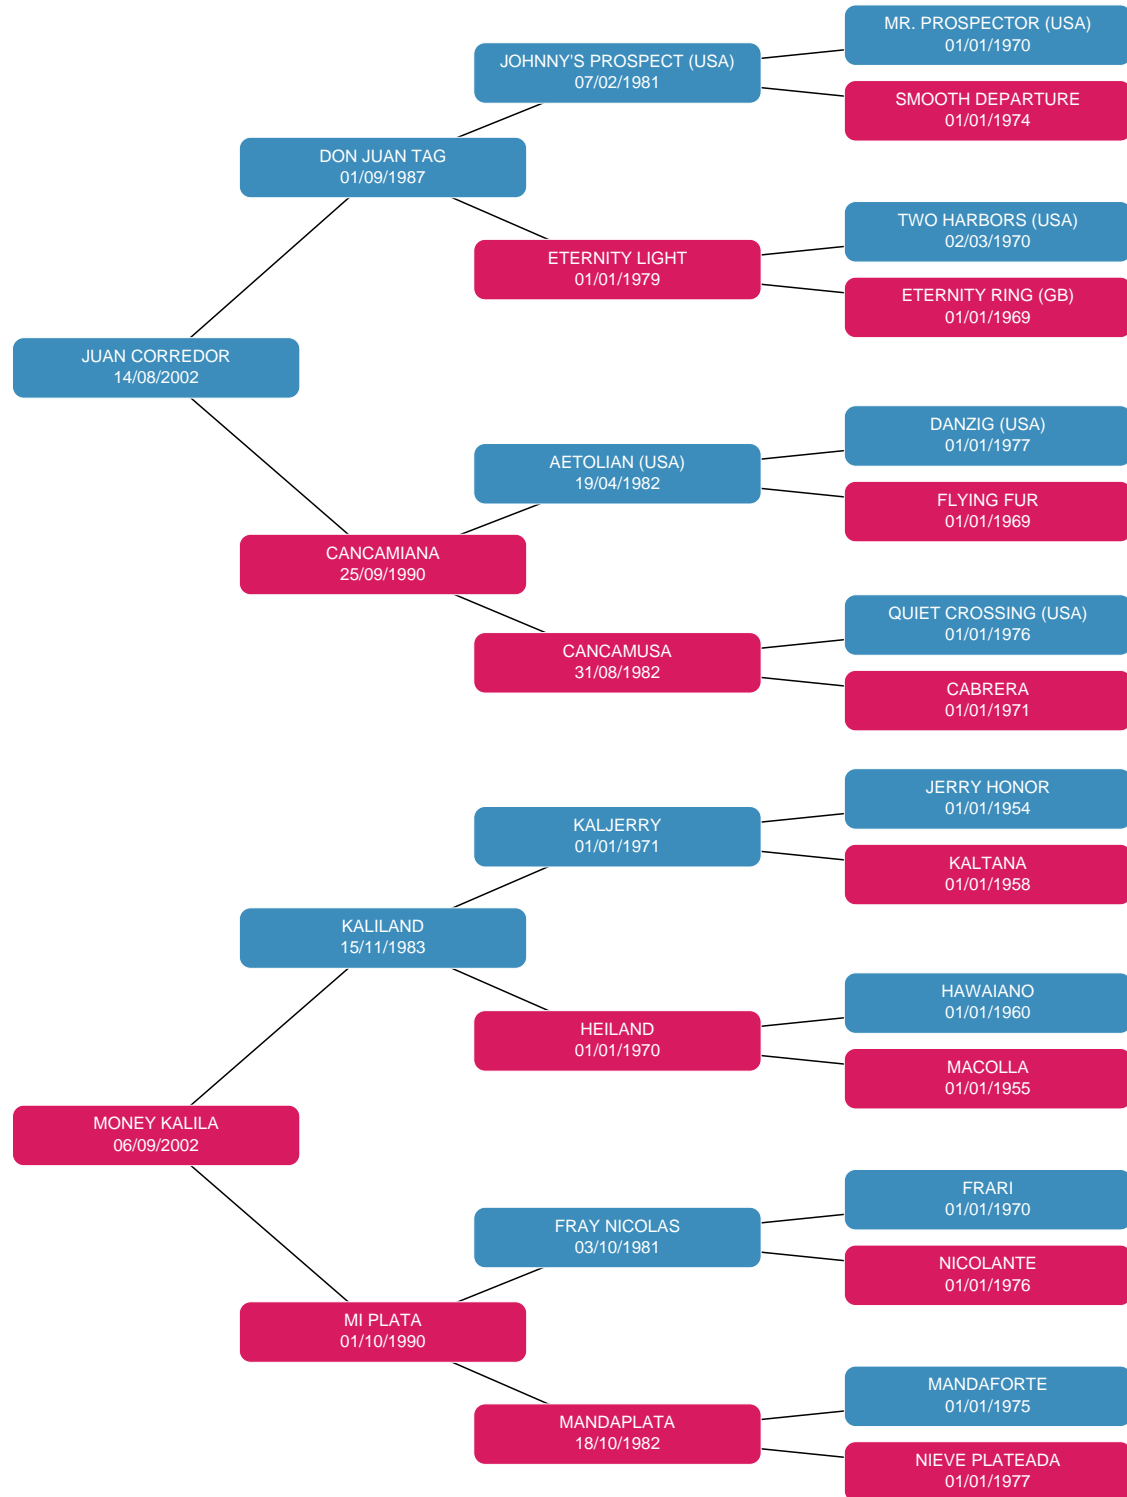 MR. PROSPECTOR (USA)
01/01/1970
JOHNNY'S PROSPECT (USA)
07/02/1981
SMOOTH DEPARTURE
01/01/1974
DON JUAN TAG
01/09/1987
TWO HARBORS (USA)
02/03/1970
ETERNITY LIGHT
01/01/1979
ETERNITY RING (GB)
01/01/1969
JUAN CORREDOR
14/08/2002
DANZIG (USA)
01/01/1977
AETOLIAN (USA)
19/04/1982
FLYING FUR
01/01/1969
CANCAMIANA
25/09/1990
QUIET CROSSING (USA)
01/01/1976
CANCAMUSA
31/08/1982
CABRERA
01/01/1971
JERRY HONOR
01/01/1954
KALJERRY
01/01/1971
KALTANA
01/01/1958
KALILAND
15/11/1983
HAWAIANO
01/01/1960
HEILAND
01/01/1970
MACOLLA
01/01/1955
MONEY KALILA
06/09/2002
FRARI
01/01/1970
FRAY NICOLAS
03/10/1981
NICOLANTE
01/01/1976
MI PLATA
01/10/1990
MANDAFORTE
01/01/1975
MANDAPLATA
18/10/1982
NIEVE PLATEADA
01/01/1977